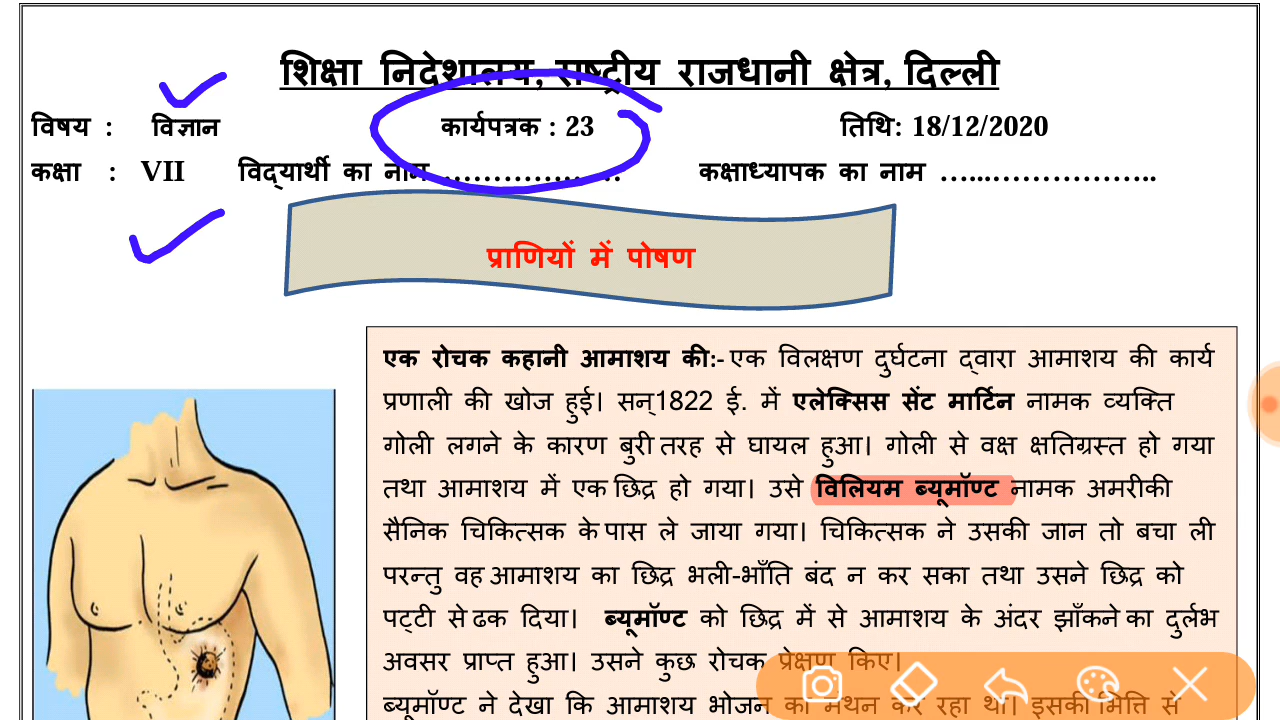 शिक्षा निदेशालय, राष्ट्रीय राजधानी क्षेत्र, दिल्ली
विषय : विज्ञान कार्यपत्रक : 23 तिथि: 18/12/2020
कक्षा : VII विद्यार्थी का नाम ……………… कक्षाध्यापक का नाम …...……………..
प्राणियों में पोषण
एक रोचक कहानी आमाशय की:- एक विलक्षण दुर्घटना द्वारा आमाशय की कार्य
प्रणाली की खोज हुई। सन्1822 ई. में एलेक्सिस सेंट मार्टिन नामक व्यक्ति
गोली लगने के कारण बुरी तरह से घायल हुआ। गोली से वक्ष क्षतिग्रस्त हो गया
तथा आमाशय में एक छिद्र हो गया। उसे विलियम ब्यूमॉण्ट नामक अमरीकी
सैनिक चिकित्सक के पास ले जाया गया। चिकित्सक ने उसकी जान तो बचा ली
परन्तु वह आमाशय का छिद्र भली-भाँति बंद न कर सका तथा उसने छिद्र को
पट्टी से ढक दिया। ब्यूमॉण्ट को छिद्र में से आमाशय के अंदर झाँकने का दुर्लभ
अवसर प्राप्त हुआ। उसने कुछ रोचक प्रेक्षण किए।
ब्यूमॉण्ट ने देखा कि आमाशय भोजन का मंथन कर रहा था। इसकी भित्ति से